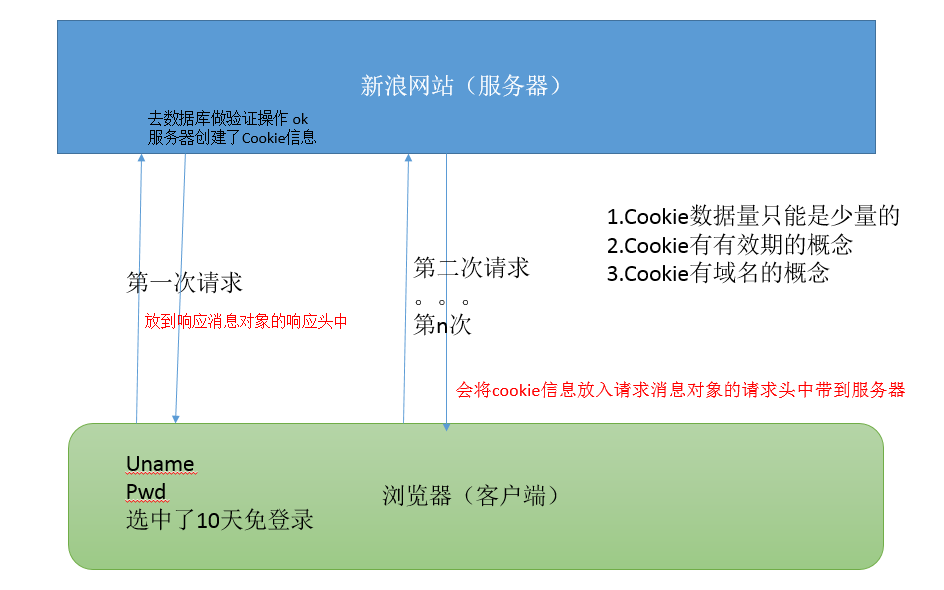 新浪网站（服务器）
去数据库做验证操作 ok
服务器创建了Cookie信息
1.Cookie数据量只能是少量的
2.Cookie有有效期的概念
3.Cookie有域名的概念
第一次请求
放到响应消息对象的响应头中
第二次请求
。。。
第n次
会将cookie信息放入请求消息对象的请求头中带到服务器
Uname
Pwd
选中了10天免登录
浏览器（客户端）